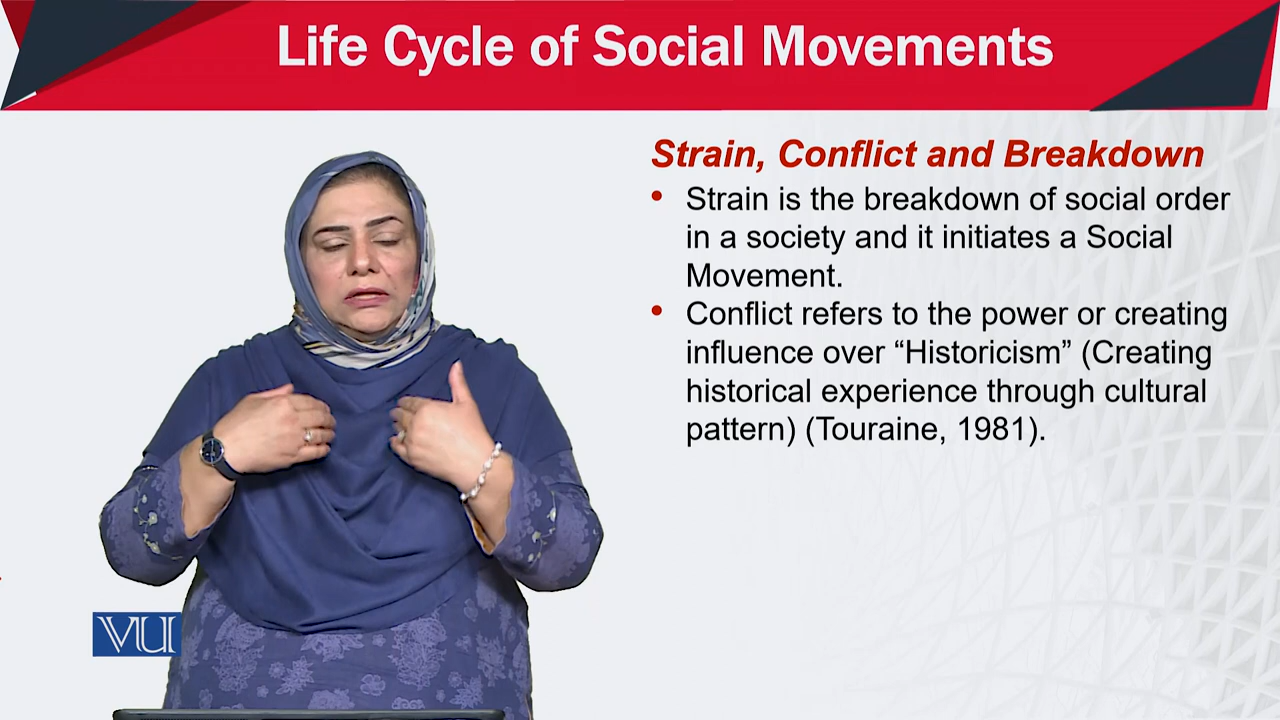 Life Cycle of Social Movements
Strain, Conflict and Breakdown
• Strain is the breakdown of social order
in a society and it initiates a Social
Movement.
• Conflict refers to the power or creating
influence over “Historicism” (Creating
historical experience through cultural
pattern) (Touraine, 1981).
VU